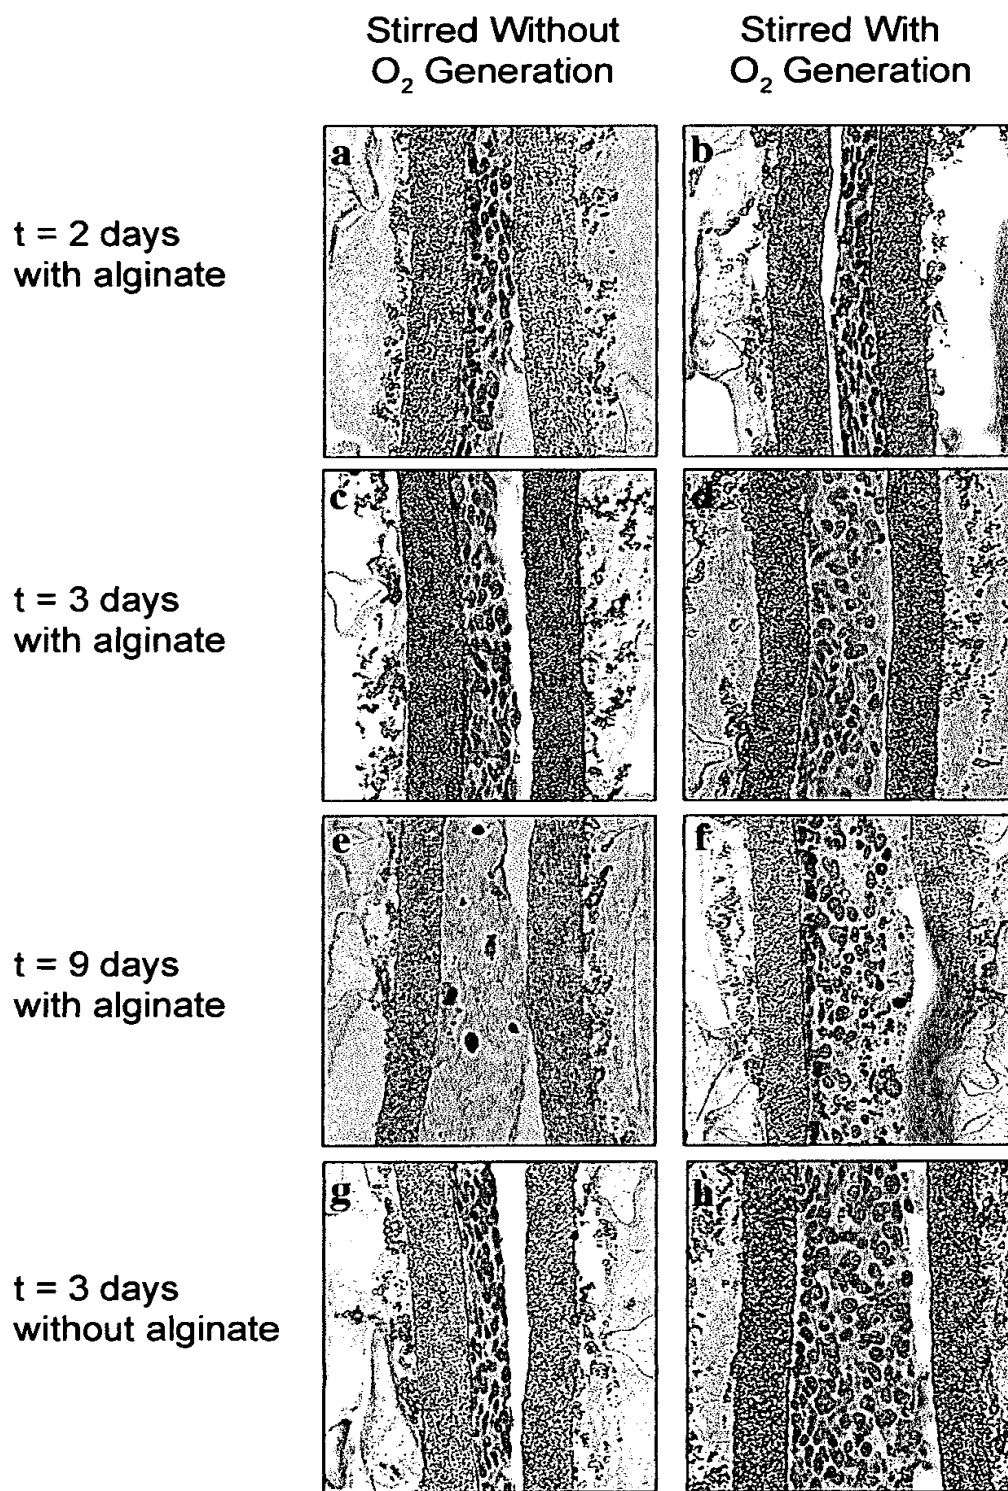 Stirred Without
O₂ Generation
Stirred With
O₂ Generation
t = 2 days
with alginate
a
b
t = 3 days
with alginate
c
d
t = 9 days
with alginate
e
f
t = 3 days
without alginate
g
h